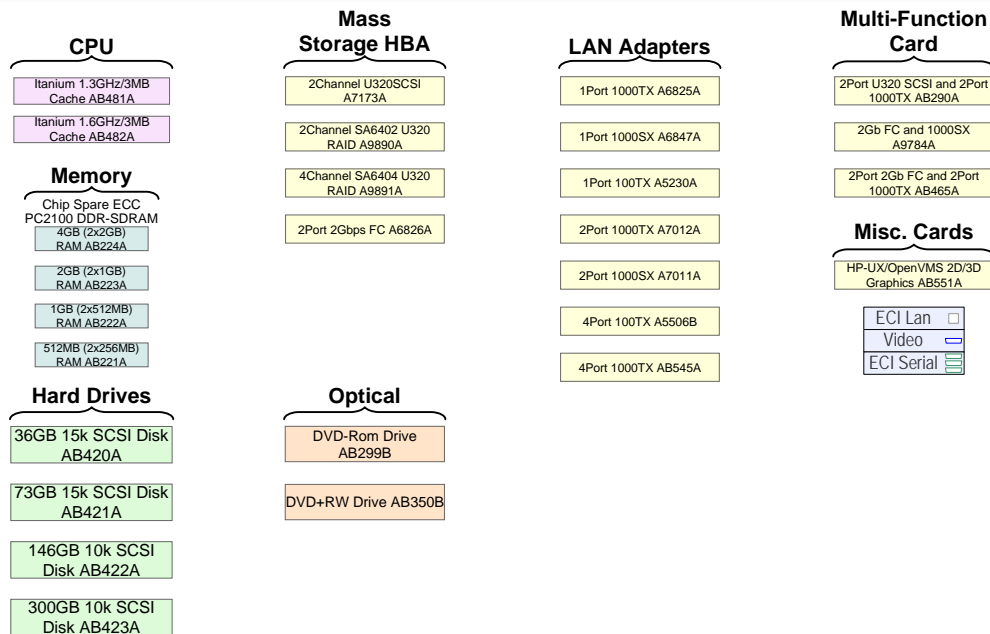 CPU
Itanium 1.3GHz/3MB
Cache AB481A
Itanium 1.6GHz/3MB
Cache AB482A
Memory
Chip Spare ECC
PC2100 DDR-SDRAM
4GB (2x2GB)
RAM AB224A
2GB (2x1GB)
RAM AB223A
1GB (2x512MB)
RAM AB222A
512MB (2x256MB)
RAM AB221A
Hard Drives
36GB 15k SCSI Disk
AB420A
73GB 15k SCSI Disk
AB421A
146GB 10k SCSI
Disk AB422A
300GB 10k SCSI
Disk AB423A
Mass
Storage HBA
2Channel U320SCSI
A7173A
2Channel SA6402 U320
RAID A9890A
4Channel SA6404 U320
RAID A9891A
2Port 2Gbps FC A6826A
Optical
DVD-Rom Drive
AB299B
DVD+RW Drive AB350B
LAN Adapters
1Port 1000TX A6825A
1Port 1000SX A6847A
1Port 100TX A5230A
2Port 1000TX A7012A
2Port 1000SX A7011A
4Port 100TX A5506B
4Port 1000TX AB545A
Multi-Function
Card
2Port U320 SCSI and 2Port
1000TX AB290A
2Gb FC and 1000SX
A9784A
2Port 2Gb FC and 2Port
1000TX AB465A
Misc. Cards
HP-UX/OpenVMS 2D/3D
Graphics AB551A
ECI Lan
Video
ECI Serial